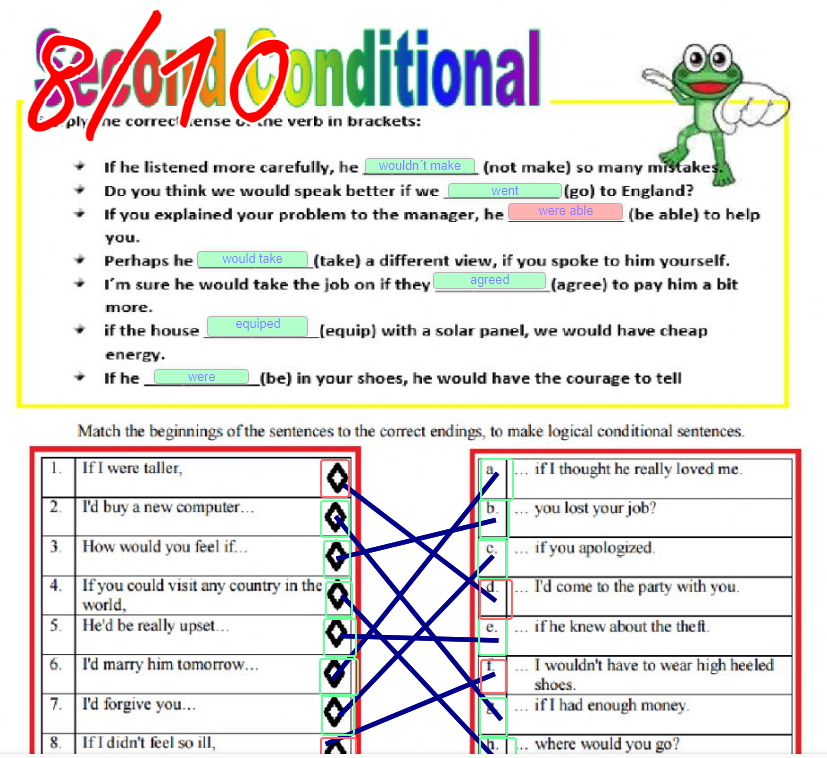 Second Conditional
8/10
Supply the correct tense of the verb in brackets:
If he listened more carefully, he wouldn´t make (not make) so many mistakes.
Do you think we would speak better if we went (go) to England?
If you explained your problem to the manager, he were able (be able) to help
you.
Perhaps he would take (take) a different view, if you spoke to him yourself.
I´m sure he would take the job on if they agreed (agree) to pay him a bit
more.
if the house equiped (equip) with a solar panel, we would have cheap
energy.
If he were (be) in your shoes, he would have the courage to tell
Match the beginnings of the sentences to the correct endings, to make logical conditional sentences.
1. If I were taller,
2. I'd buy a new computer…
3. How would you feel if…
4. If you could visit any country in the
world,
5. He'd be really upset…
6. I'd marry him tomorrow…
7. I'd forgive you…
8. If I didn't feel so ill,
a. … if I thought he really loved me.
b. … you lost your job?
c. … if you apologized.
d. … I'd come to the party with you.
e. … if he knew about the theft.
f. … I wouldn't have to wear high heeled
shoes.
g. … if I had enough money.
h. … where would you go?